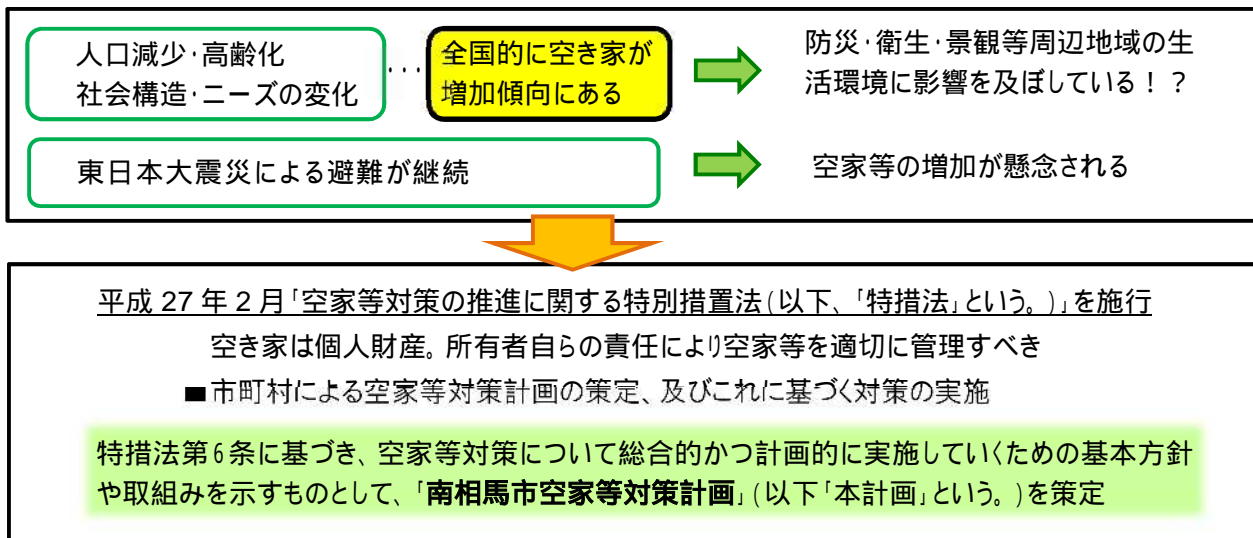 人口減少・高齢化
社会構造・ニーズの変化
・・・
全国的に空き家が
増加傾向にある
防災・衛生・景観等周辺地域の生
活環境に影響を及ぼしている！？
東日本大震災による避難が継続
空家等の増加が懸念される
平成 27 年 2 月「空家等対策の推進に関する特別措置法(以下、「特措法」という。)」を施行
空き家は個人財産。所有者自らの責任により空家等を適切に管理すべき
■市町村による空家等対策計画の策定、及びこれに基づく対策の実施
特措法第6条に基づき、空家等対策について総合的かつ計画的に実施していくための基本方針
や取組みを示すものとして、「南相馬市空家等対策計画」(以下「本計画」という。)を策定